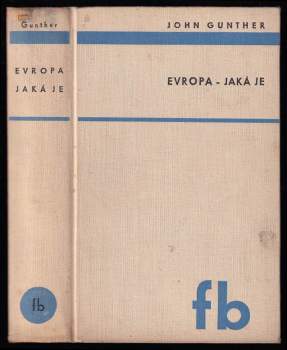 Gunther
EVROPA
JAKÁ JE
fb
JOHN GUNTHER
EVROPA - JAKÁ JE
fb